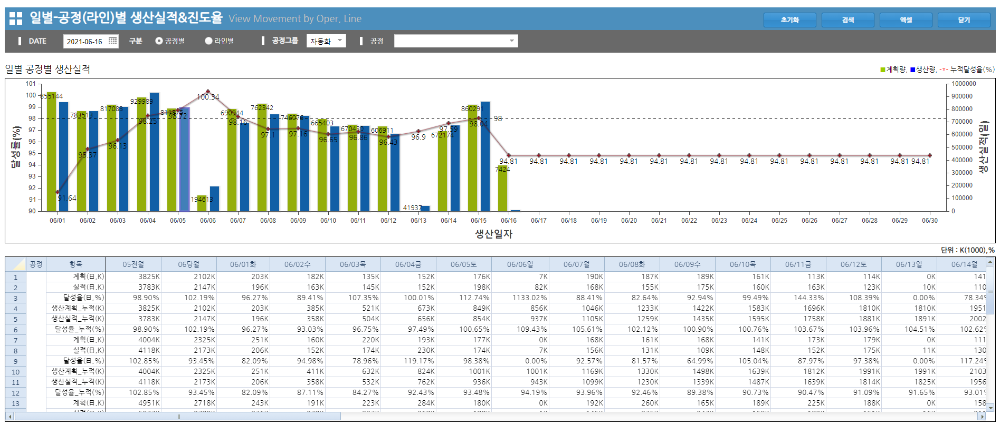 일별-공정(라인)별 생산실적&진도율 View Movement by Oper, Line
초기화 검색 엑셀 닫기
DATE 2021-06-16 구분 공정별 라인별 공정그룹 자동화 공정
일별 공정별 생산실적
계획량, 생산량, -*- 누적달성율(%)
달성률(%)
101
100
99
98
97
96
95
94
93
92
91
90
855144 783513 817083 929989 811875 194613 690944 762342 746076 665403 670430 606911 41937 672174 860291 7424
91.64 95.37 96.13 98.25 98.72 100.34 98.16 97.1 97.16 96.65 96.86 96.43 96.9 97.59 98.04 94.81 94.81 94.81 94.81 94.81 94.81 94.81 94.81 94.81 94.81 94.81 94.81 94.81 94.81 94.81
98
1000000
900000
800000
700000
600000
500000
400000
300000
200000
100000
0
생산실적(일)
06/01 06/02 06/03 06/04 06/05 06/06 06/07 06/08 06/09 06/10 06/11 06/12 06/13 06/14 06/15 06/16 06/17 06/18 06/19 06/20 06/21 06/22 06/23 06/24 06/25 06/26 06/27 06/28 06/29 06/30
생산일자
단위 : K(1000),%
공정 항목 05전월 06당월 06/01화 06/02수 06/03목 06/04금 06/05토 06/06일 06/07월 06/08화 06/09수 06/10목 06/11금 06/12토 06/13일 06/14월
1 계획(日,K) 3825K 2102K 203K 182K 135K 152K 176K 7K 190K 187K 189K 161K 113K 114K 0K 141
2 실적(日,K) 3783K 2147K 196K 163K 145K 152K 198K 82K 168K 155K 175K 160K 163K 123K 10K 110
3 달성율(日,%) 98.90% 102.19% 96.27% 89.41% 107.35% 100.01% 112.74% 1133.02% 88.41% 82.64% 92.94% 99.49% 144.33% 108.39% 0.00% 78.34%
4 생산계획_누적(K) 3825K 2102K 203K 385K 521K 673K 849K 856K 1046K 1233K 1422K 1583K 1696K 1810K 1810K 1951
5 생산실적_누적(K) 3783K 2147K 196K 358K 504K 656K 854K 937K 1105K 1259K 1435K 1595K 1758K 1881K 1891K 2002
6 달성율_누적(%) 98.90% 102.19% 96.27% 93.03% 96.75% 97.49% 100.65% 109.43% 105.61% 102.12% 100.90% 100.76% 103.67% 103.96% 104.51% 102.62%
7 계획(日,K) 4004K 2325K 251K 160K 220K 193K 177K 0K 168K 161K 168K 141K 173K 179K 0K 111
8 실적(日,K) 4118K 2173K 206K 152K 174K 230K 174K 7K 156K 131K 109K 148K 152K 175K 11K 130
9 달성율(日,%) 102.85% 93.45% 82.09% 94.98% 78.96% 119.17% 98.38% 0.00% 92.57% 81.57% 64.99% 105.04% 87.97% 97.38% 0.00% 117.24%
10 생산계획_누적(K) 4004K 2325K 251K 411K 632K 824K 1001K 1001K 1169K 1330K 1498K 1639K 1812K 1991K 1991K 2103
11 생산실적_누적(K) 4118K 2173K 206K 358K 532K 762K 936K 943K 1099K 1230K 1339K 1487K 1639K 1814K 1825K 1956
12 달성율_누적(%) 102.85% 93.45% 82.09% 87.11% 84.27% 92.43% 93.48% 94.19% 93.96% 92.46% 89.38% 90.73% 90.47% 91.09% 91.65% 93.01%
13 계획(日,K) 4951K 2718K 243K 191K 223K 284K 180K 0K 192K 260K 165K 189K 225K 188K 0K 158